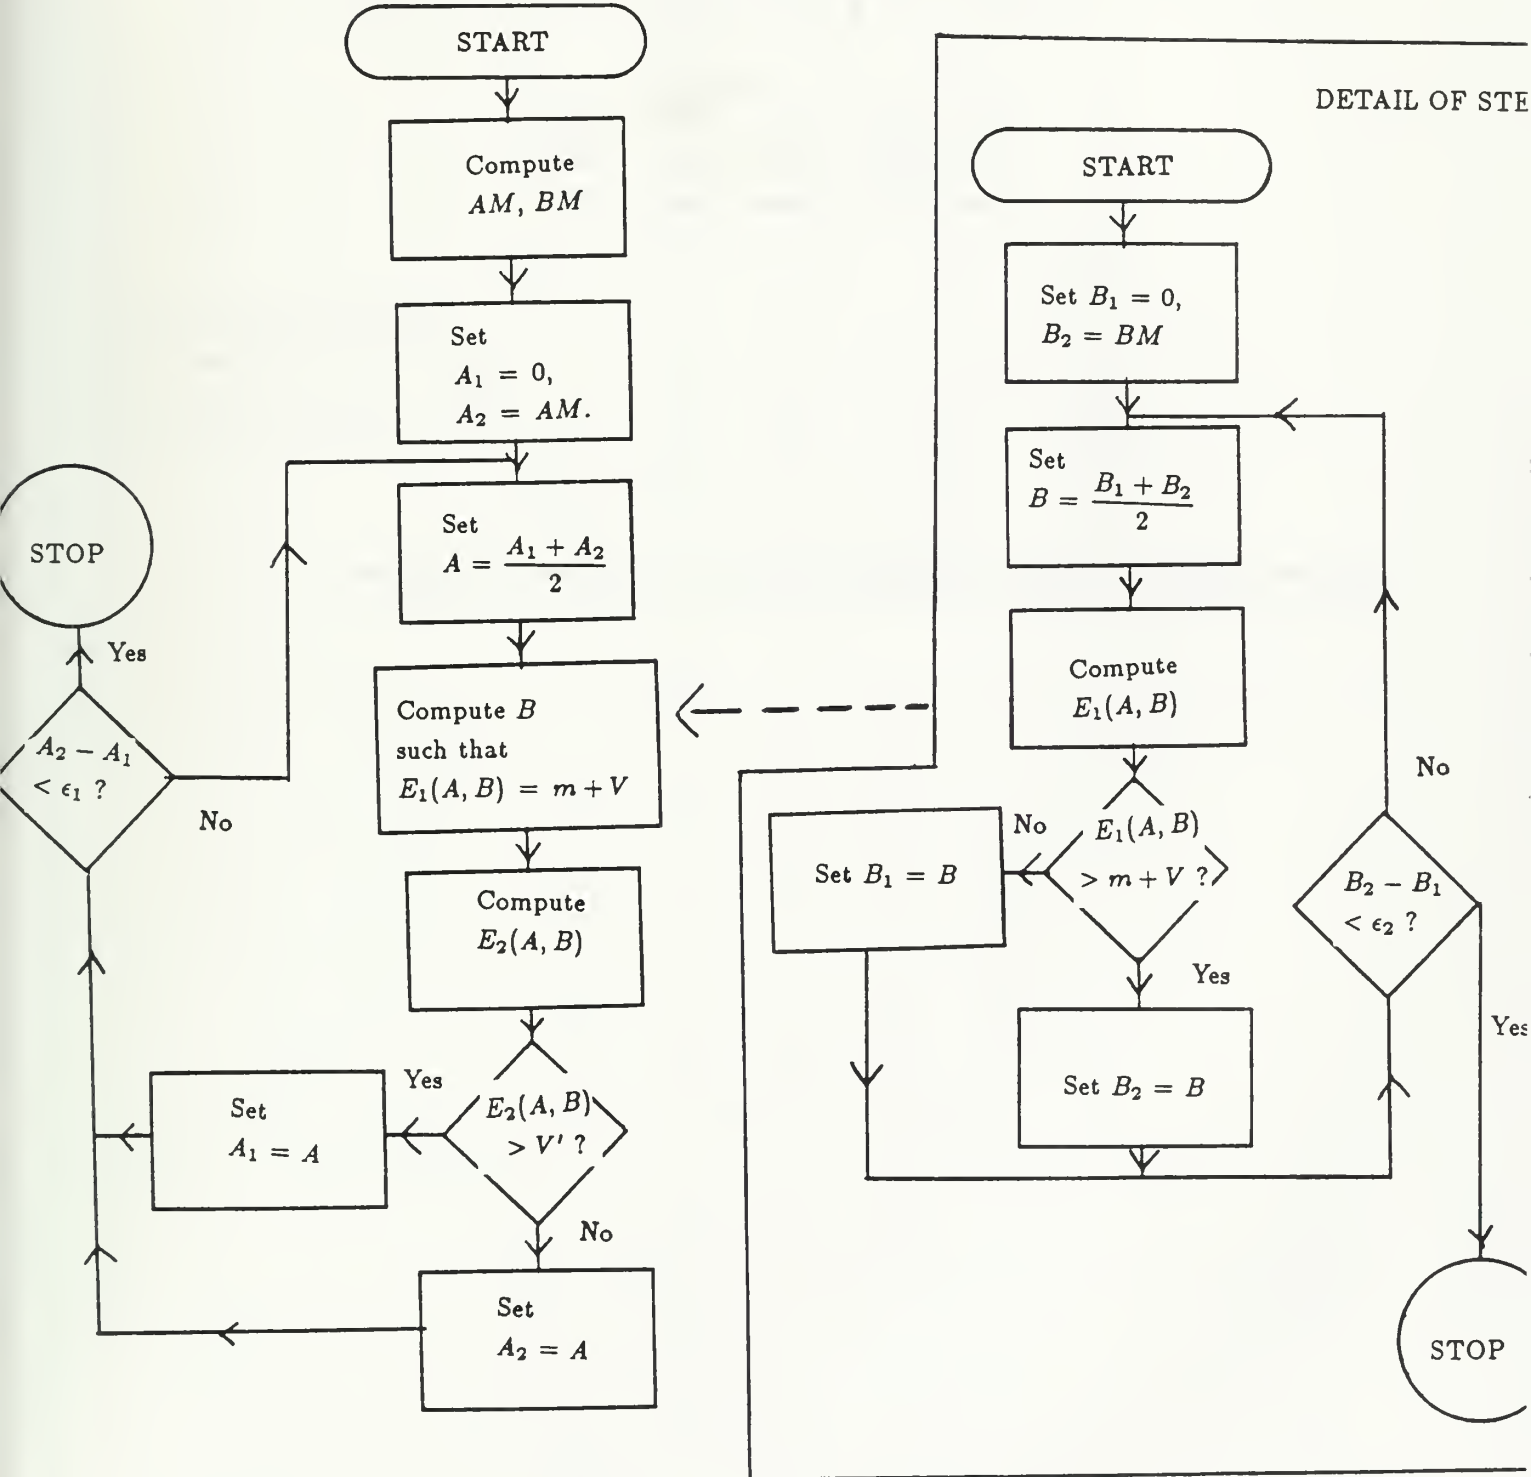 START
Compute
AM, BM
Set
A₁ = 0,
A₂ = AM.
Set
A = (A₁ + A₂)/2
Compute B
such that
E₁(A, B) = m + V
Compute
E₂(A, B)
E₂(A, B)
> V' ?
Yes
Set
A₁ = A
No
Set
A₂ = A
A₂ − A₁
< ϵ₁ ?
No
Yes
STOP
DETAIL OF STE
START
Set B₁ = 0,
B₂ = BM
Set
B = (B₁ + B₂)/2
Compute
E₁(A, B)
E₁(A, B)
> m + V ?
No
Set B₁ = B
Yes
Set B₂ = B
B₂ − B₁
< ϵ₂ ?
No
Yes
STOP